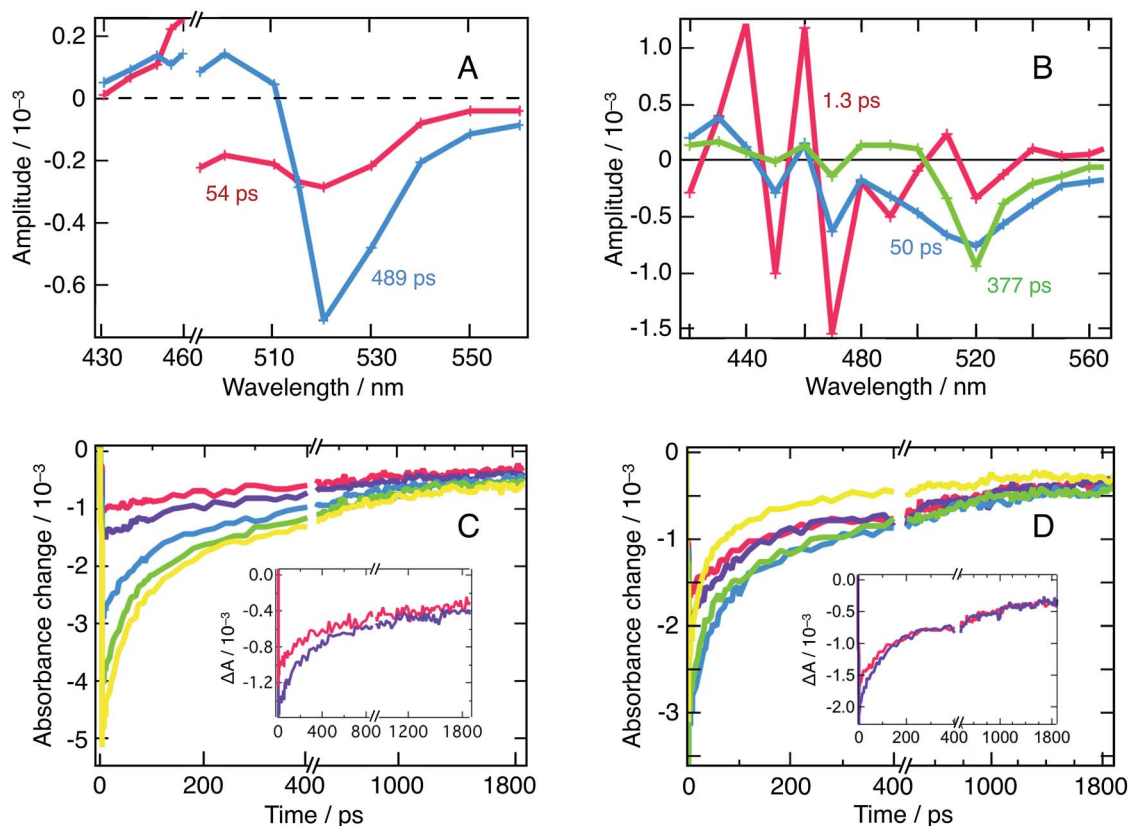 A
0.2
0
-0.2
-0.4
-0.6
Amplitude / 10⁻³
54 ps
489 ps
430 460 510 530 550
Wavelength / nm
B
1.0
0.5
0
-0.5
-1.0
-1.5
Amplitude / 10⁻³
1.3 ps
50 ps
377 ps
440 480 520 560
Wavelength / nm
C
0
-1
-2
-3
-4
-5
Absorbance change / 10⁻³
0.0
-0.4
-0.8
-1.2
ΔA / 10⁻³
0 400 800 1200 1800
0 200 400 1000 1800
Time / ps
D
0
-1
-2
-3
Absorbance change / 10⁻³
0.0
-0.5
-1.0
-1.5
-2.0
ΔA / 10⁻³
0 200 400 1000 1800
0 200 400 1000 1800
Time / ps